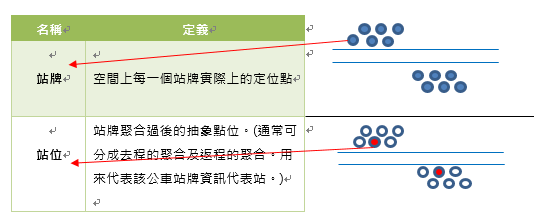 名稱 定義
站牌 空間上每一個站牌實際上的定位點
站牌聚合過後的抽象點位。(通常可
站位 分成去程的聚合及返程的聚合。用
來代表該公車站牌資訊代表站。)